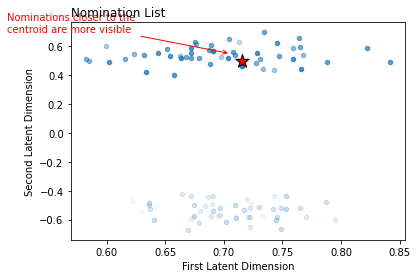 Nomination List
Nominations closer to the
centroid are more visible
Second Latent Dimension
0.6
0.4
0.2
0.0
−0.2
−0.4
−0.6
0.60
0.65
0.70
0.75
0.80
0.85
First Latent Dimension